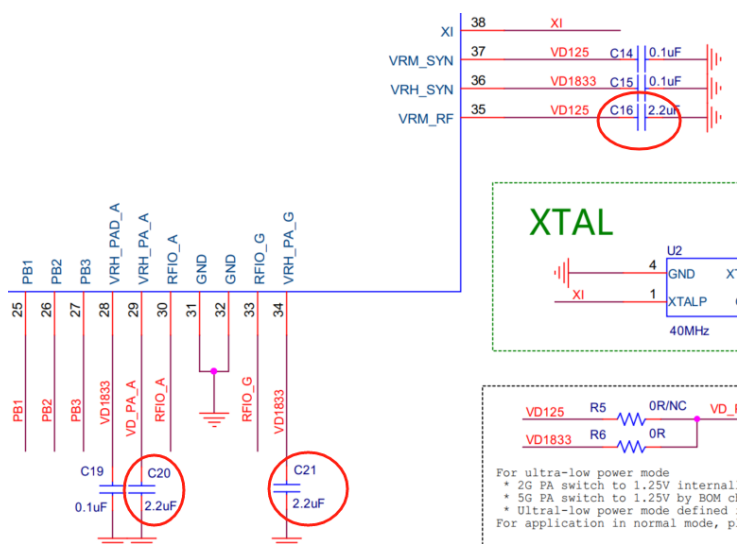 XI 38 XI
VRM_SYN 37 VD125 C14 0.1uF
VRH_SYN 36 VD1833 C15 0.1uF
VRM_RF 35 VD125 C16 2.2uF
PB1
PB2
PB3
VRH_PAD_A
VRH_PA_A
RFIO_A
GND
GND
RFIO_G
VRH_PA_G
25
26
27
28
29
30
31
32
33
34
PB1
PB2
PB3
VD1833
VD_PA_A
RFIO_A
RFIO_G
VD1833
C19
0.1uF
C20
2.2uF
C21
2.2uF
XTAL
U2
4 GND XT
XI 1 XTALP
40MHz
VD125 R5 0R/NC VD_
VD1833 R6 0R
For ultra-low power mode
* 2G PA switch to 1.25V internal
* 5G PA switch to 1.25V by BOM c
* Ultral-low power mode defined
For application in normal mode, p